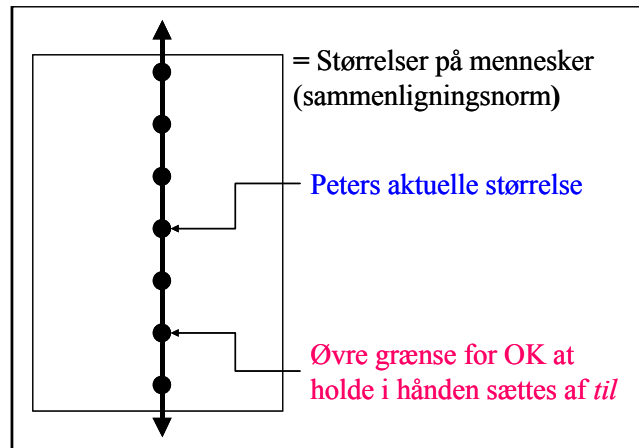 = Størrelser på mennesker
(sammenligningsnorm)
Peters aktuelle størrelse
Øvre grænse for OK at
holde i hånden sættes af til